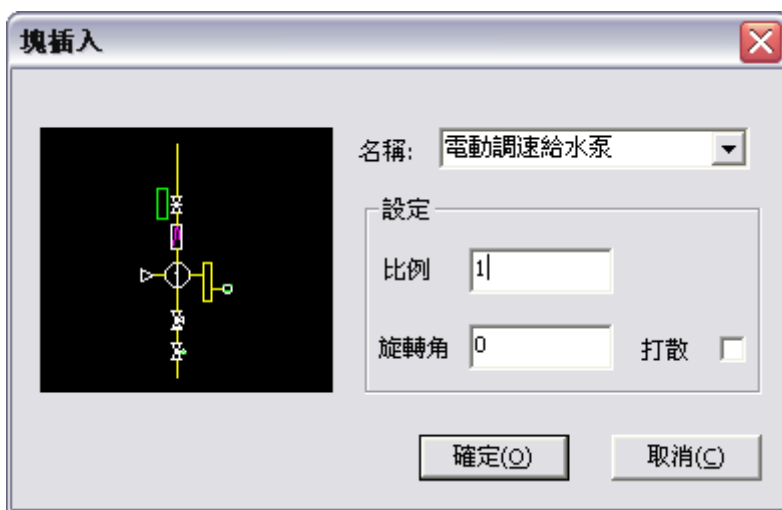 塊插入
名稱: 電動調速給水泵
設定
比例 1
旋轉角 0 打散
確定(O) 取消(C)